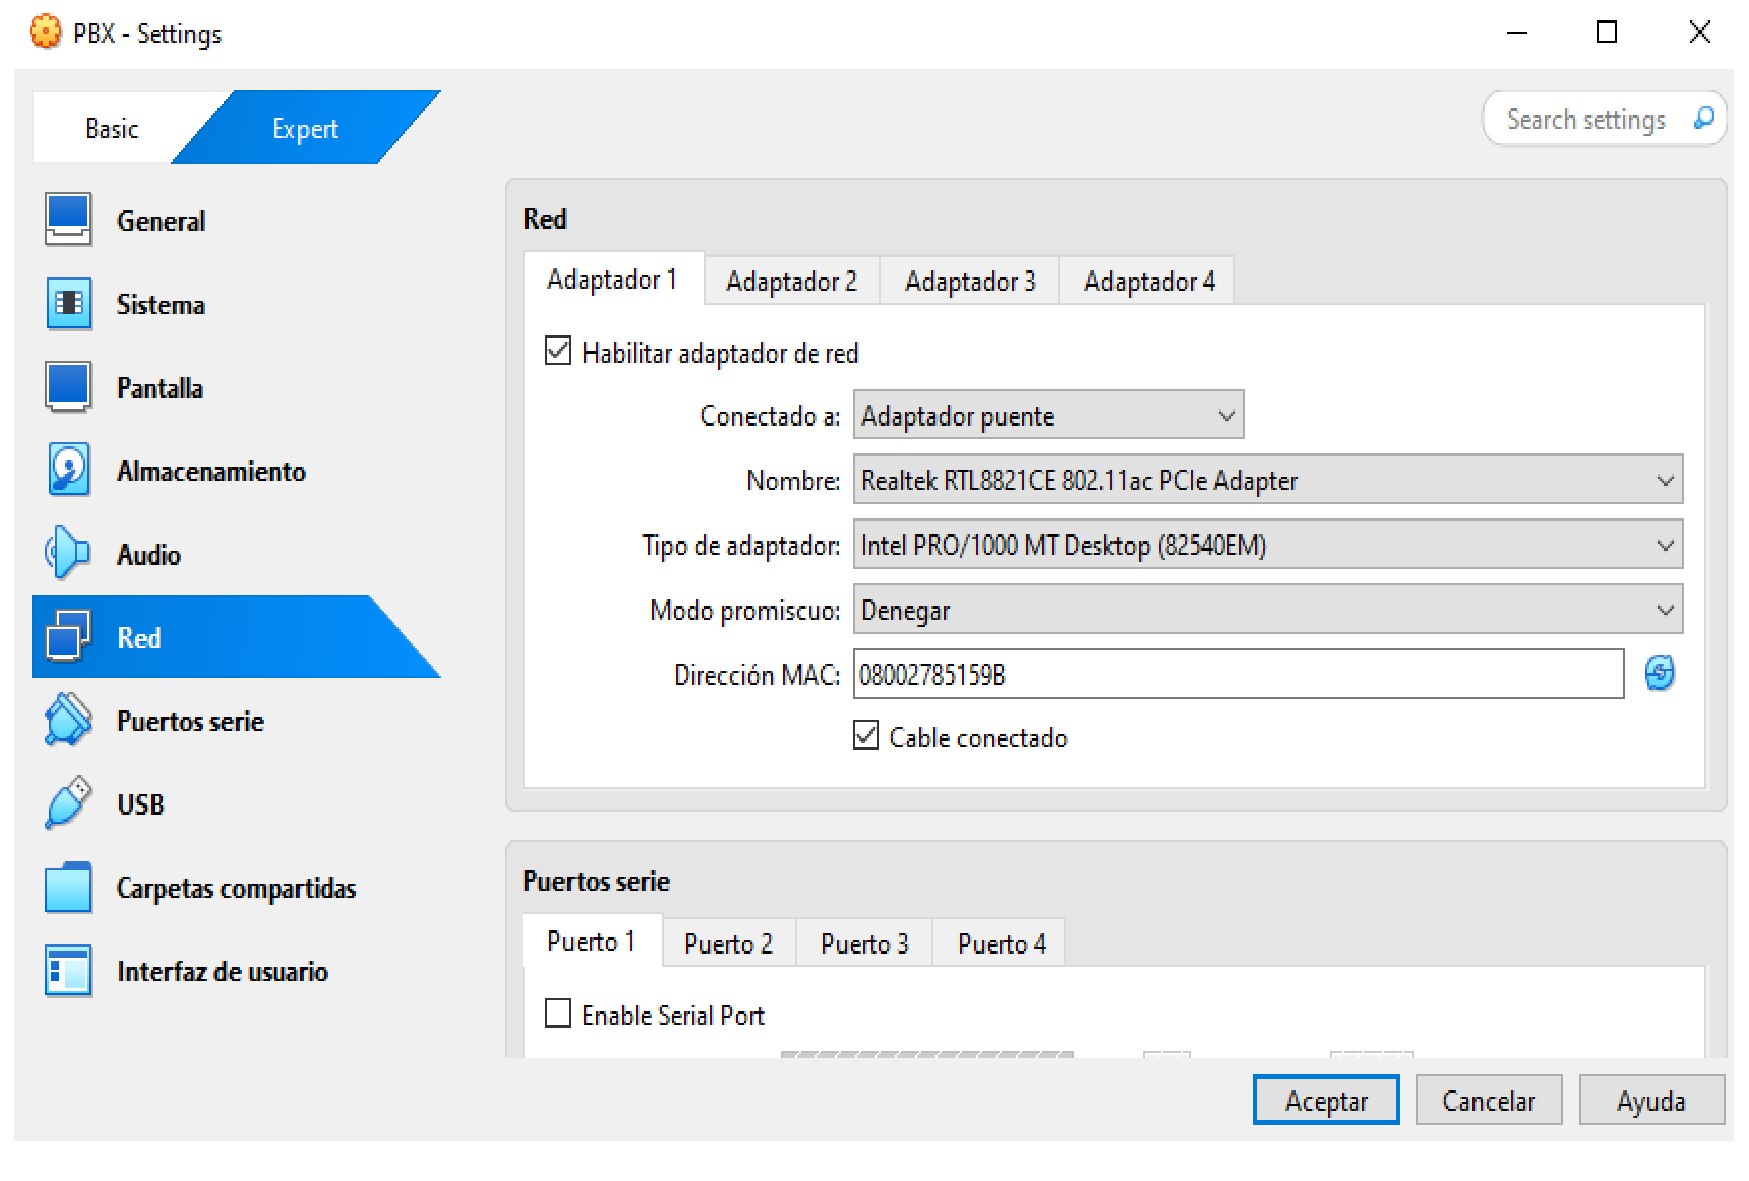 PBX - Settings
Basic
Expert
Search settings
General
Sistema
Pantalla
Almacenamiento
Audio
Red
Puertos serie
USB
Carpetas compartidas
Interfaz de usuario
Red
Adaptador 1
Adaptador 2
Adaptador 3
Adaptador 4
Habilitar adaptador de red
Conectado a: Adaptador puente
Nombre: Realtek RTL8821CE 802.11ac PCIe Adapter
Tipo de adaptador: Intel PRO/1000 MT Desktop (82540EM)
Modo promiscuo: Denegar
Dirección MAC: 08002785159B
Cable conectado
Puertos serie
Puerto 1
Puerto 2
Puerto 3
Puerto 4
Enable Serial Port
Aceptar
Cancelar
Ayuda